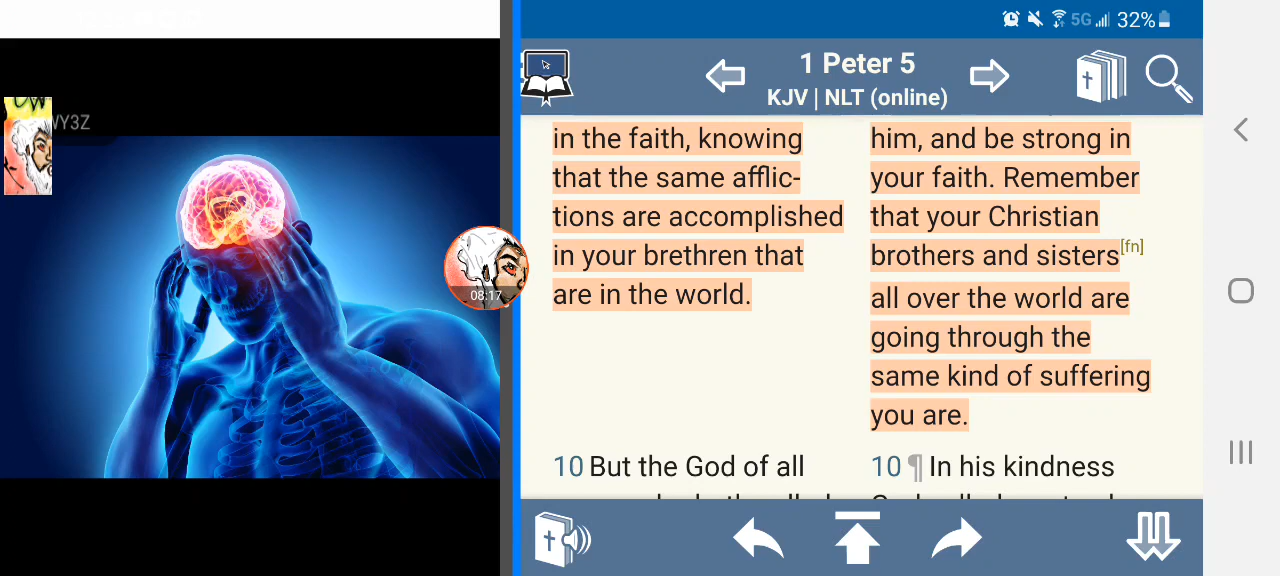 CW
WY3Z
08:17
5G 32%
1 Peter 5
KJV | NLT (online)
in the faith, knowing
that the same afflic-
tions are accomplished
in your brethren that
are in the world.
10 But the God of all
him, and be strong in
your faith. Remember
that your Christian
brothers and sisters[fn]
all over the world are
going through the
same kind of suffering
you are.
10 ¶ In his kindness